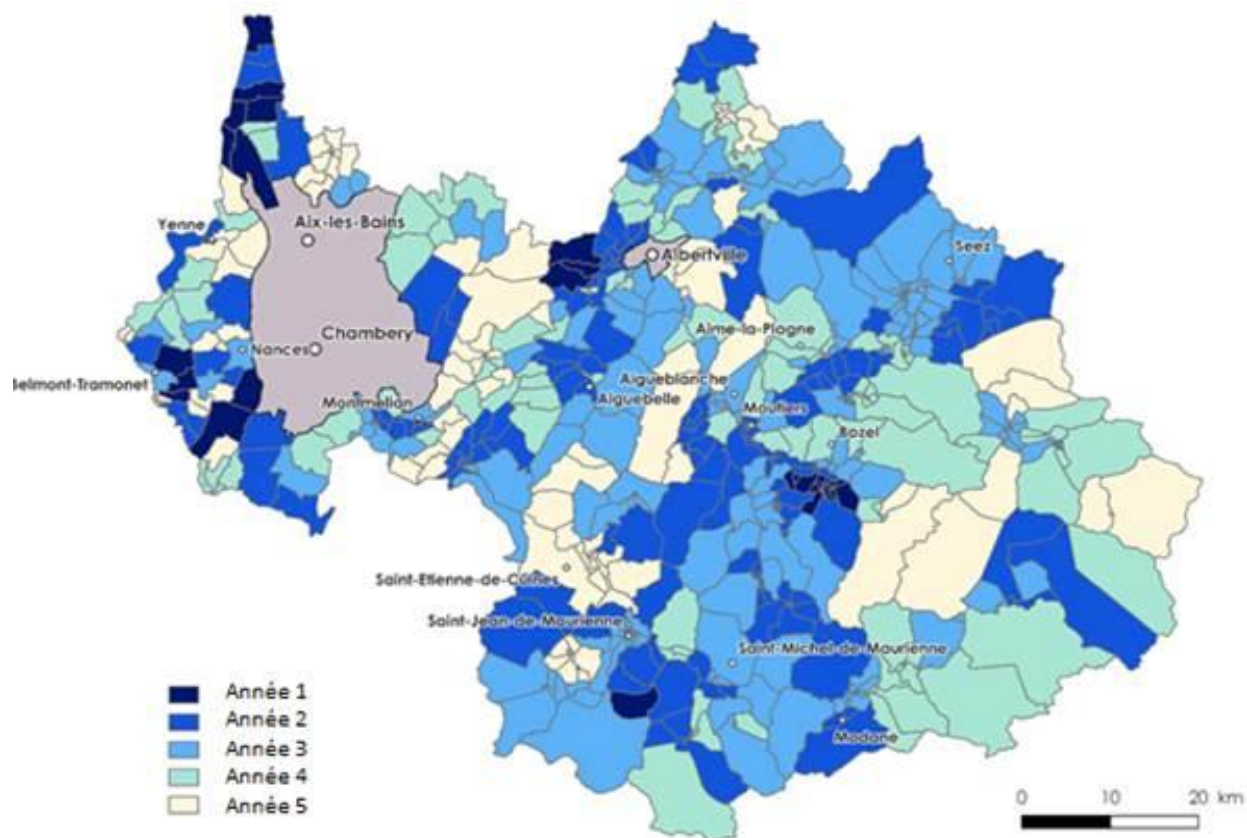 Yenne
Aix-les-Bains
Albertville
Seez
Aime-la-Plagne
Chambery
Nances
Belmont-Tramonet
Aigueblanche
Aiguebelle
Montmelian
Moutiers
Bozel
Saint-Etienne-de-Cuines
Saint-Jean-de-Maurienne
Saint-Michel-de-Maurienne
Modane
Année 1
Année 2
Année 3
Année 4
Année 5
0 10 20 km